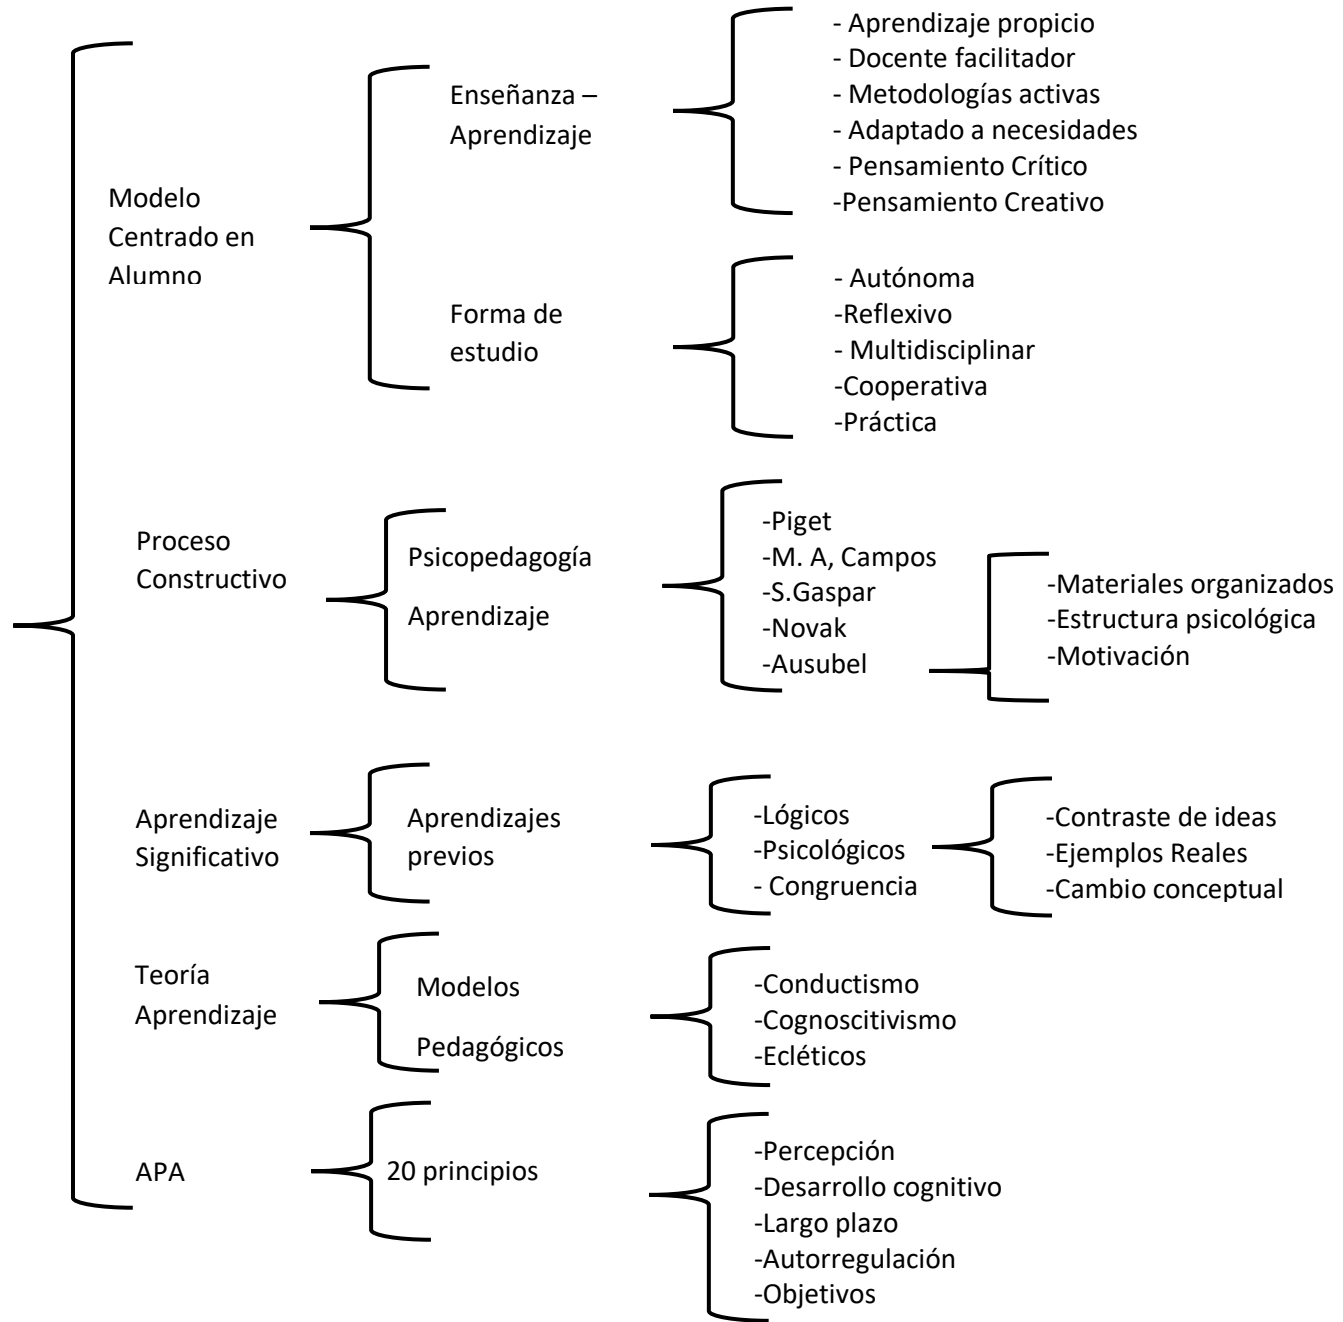 Modelo
Centrado en
Alumno
Enseñanza –
Aprendizaje
- Aprendizaje propicio
- Docente facilitador
- Metodologías activas
- Adaptado a necesidades
- Pensamiento Crítico
-Pensamiento Creativo
Forma de
estudio
- Autónoma
-Reflexivo
- Multidisciplinar
-Cooperativa
-Práctica
Proceso
Constructivo
Psicopedagogía
Aprendizaje
-Piget
-M. A, Campos
-S.Gaspar
-Novak
-Ausubel
-Materiales organizados
-Estructura psicológica
-Motivación
Aprendizaje
Significativo
Aprendizajes
previos
-Lógicos
-Psicológicos
- Congruencia
-Contraste de ideas
-Ejemplos Reales
-Cambio conceptual
Teoría
Aprendizaje
Modelos
Pedagógicos
-Conductismo
-Cognoscitivismo
-Ecléticos
APA
20 principios
-Percepción
-Desarrollo cognitivo
-Largo plazo
-Autorregulación
-Objetivos